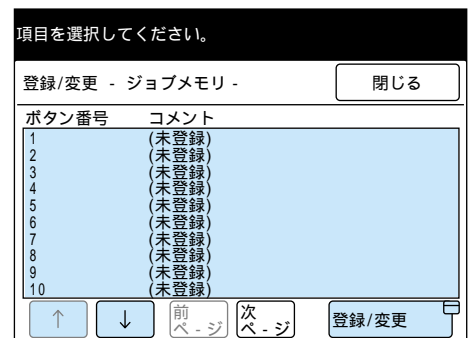 項目を選択してください。
登録/変更 - ジョブメモリ -
閉じる
ボタン番号 コメント
1 (未登録)
2 (未登録)
3 (未登録)
4 (未登録)
5 (未登録)
6 (未登録)
7 (未登録)
8 (未登録)
9 (未登録)
10 (未登録)
↑
↓
前
ペ - ジ
次
ペ - ジ
登録/変更